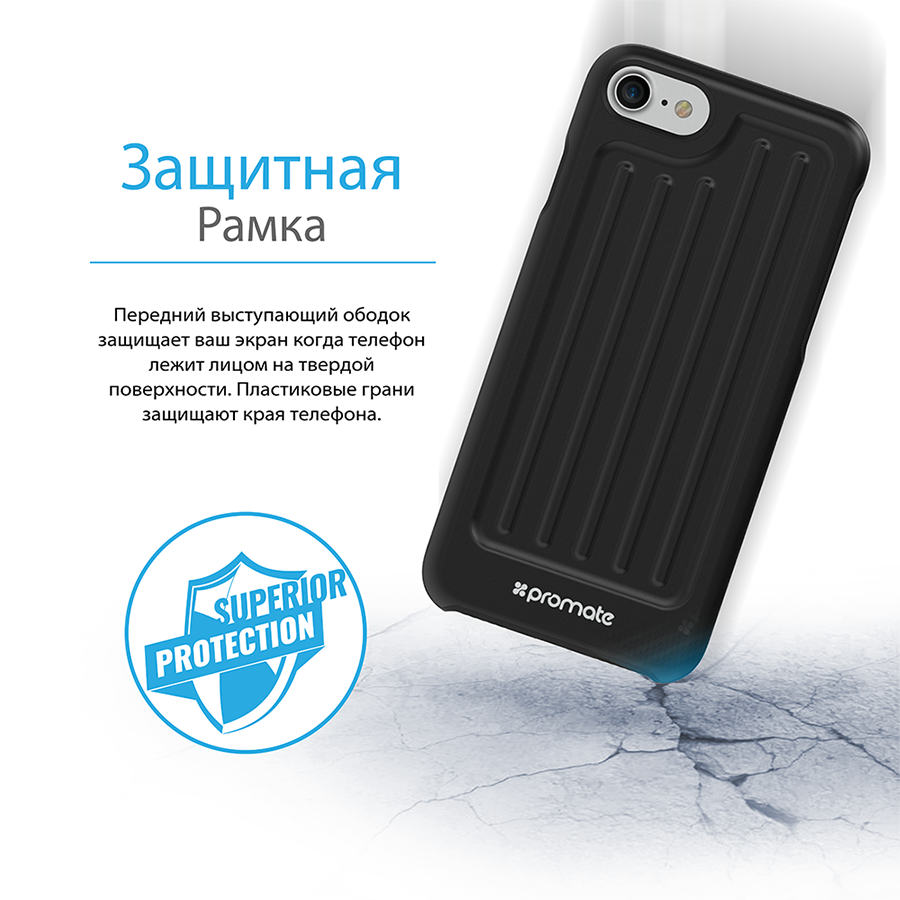 Защитная
Рамка
Передний выступающий ободок
защищает ваш экран когда телефон
лежит лицом на твердой
поверхности. Пластиковые грани
защищают края телефона.
SUPERIOR
PROTECTION
promate